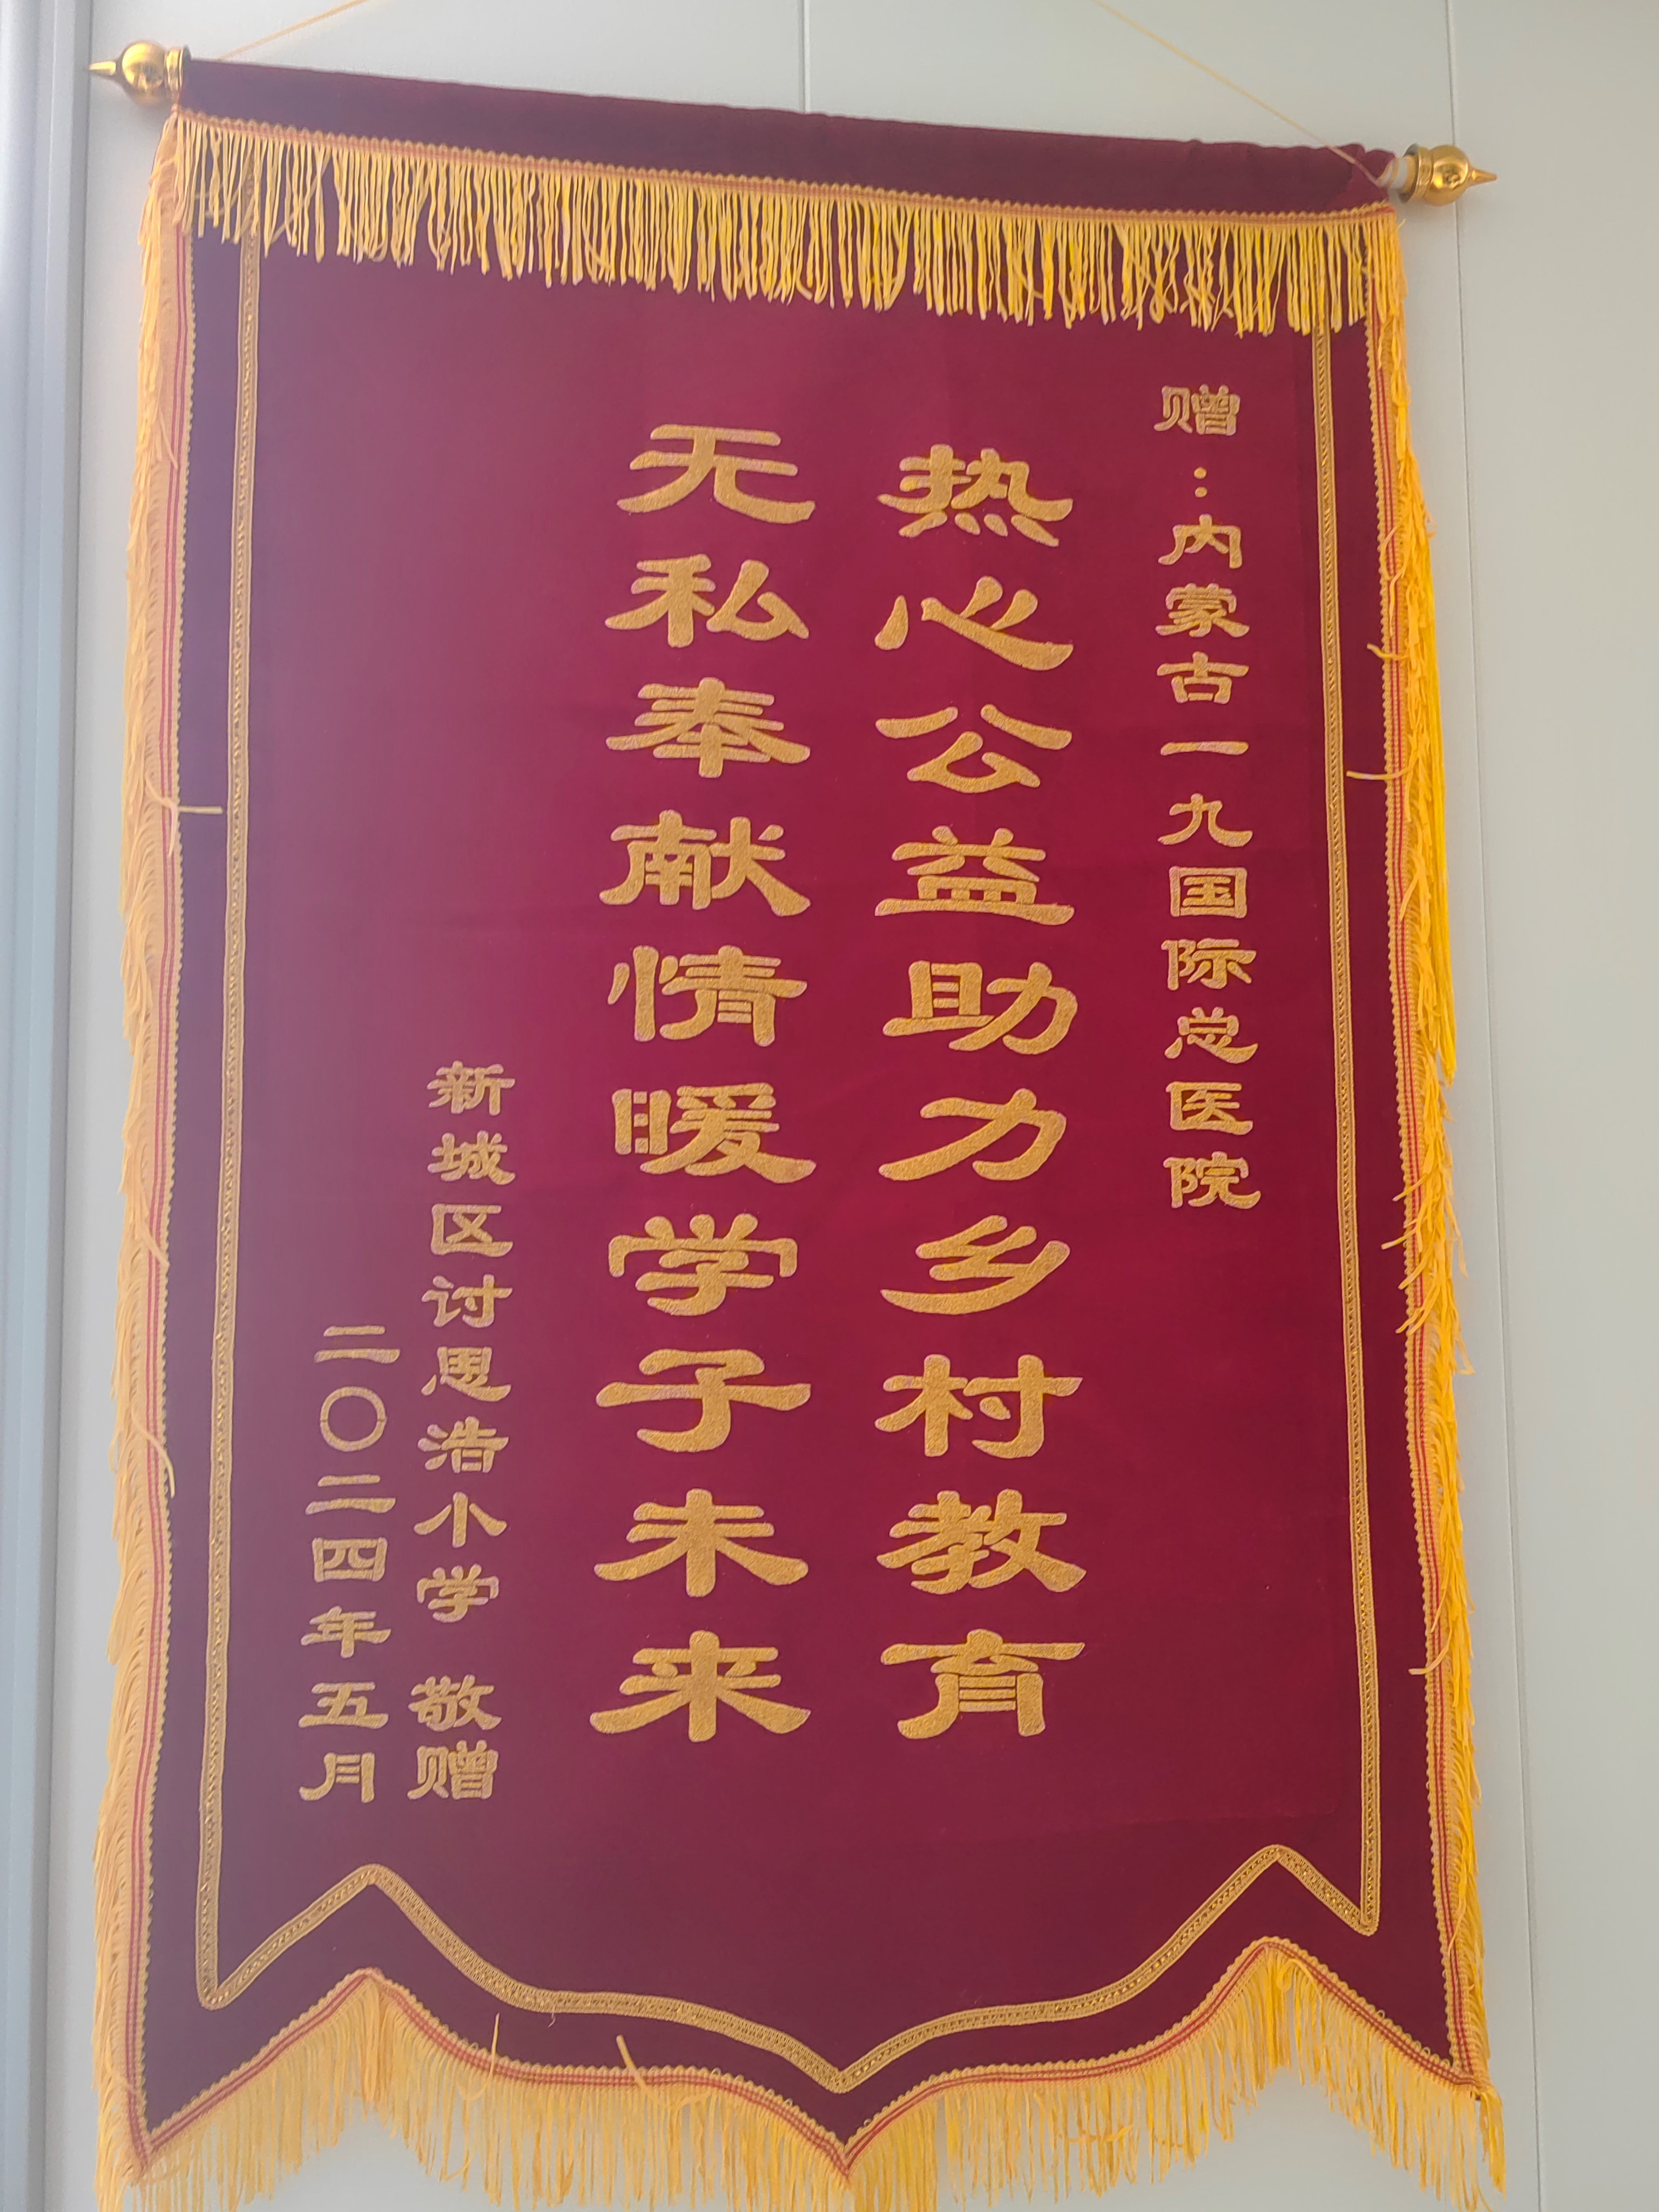 赠：内蒙古一九国际总医院
热心公益助力乡村教育
无私奉献情暖学子未来
新城区讨思浩小学 敬赠
二〇二四年五月